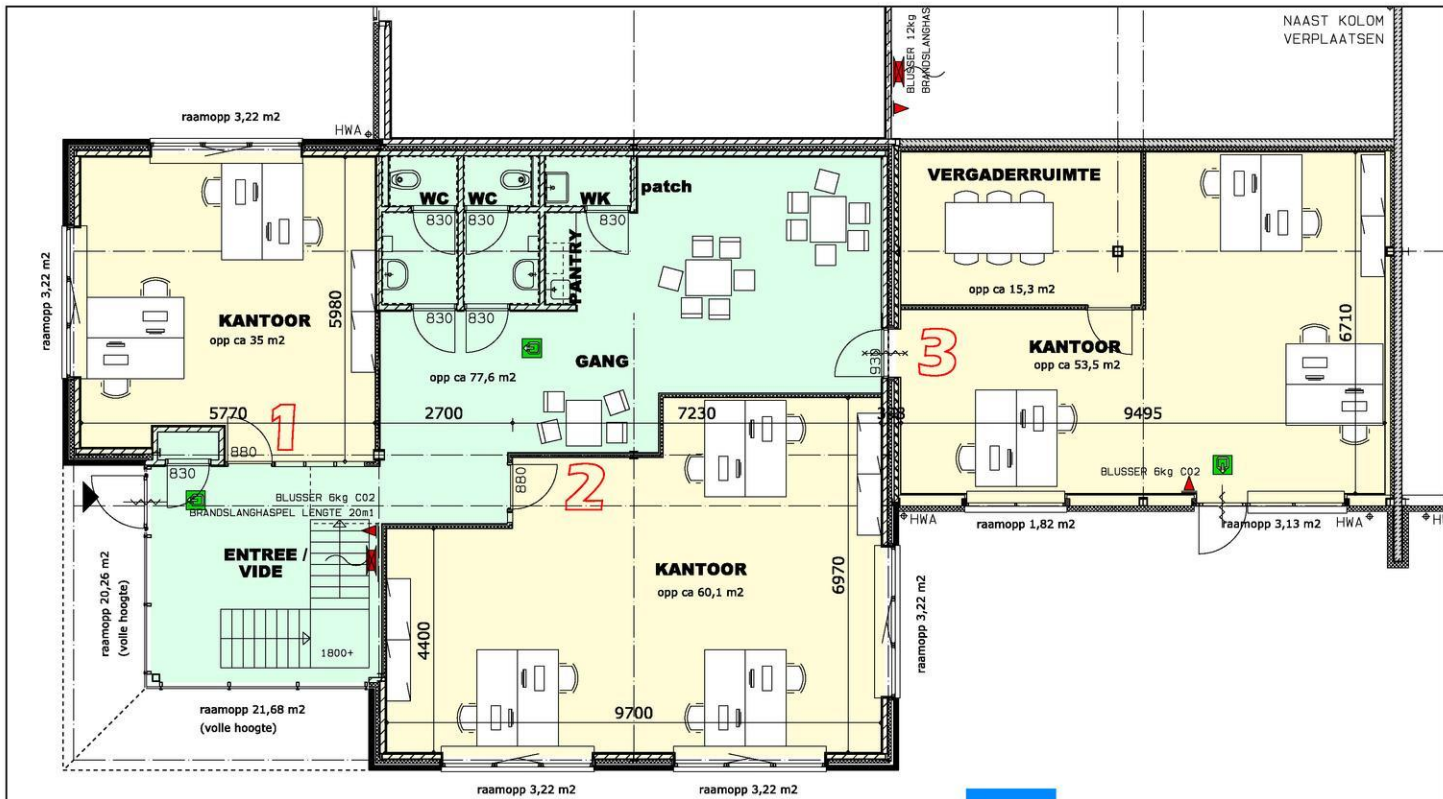 NAAST KOLOM
VERPLAATSEN
BLUSSER 12kg
BRANDSLANGHAS
raamopp 3,22 m2
HWA
WC
WC
WK
patch
VERGADERRUIMTE
830
830
830
PANTRY
raamopp 3,22 m2
opp ca 15,3 m2
KANTOOR
opp ca 35 m2
5980
830
830
GANG
opp ca 77,6 m2
930
3
KANTOOR
opp ca 53,5 m2
6710
5770
1
2700
7230
9495
880
830
880
2
BLUSSER 6kg CO2
BRANDSLANGHASPEL LENGTE 20m1
BLUSSER 6kg CO2
HWA
raamopp 1,82 m2
raamopp 3,13 m2
HWA
ENTREE /
VIDE
KANTOOR
opp ca 60,1 m2
6970
raamopp 20,26 m2
(volle hoogte)
4400
raamopp 3,22 m2
1800+
raamopp 21,68 m2
(volle hoogte)
9700
raamopp 3,22 m2
raamopp 3,22 m2